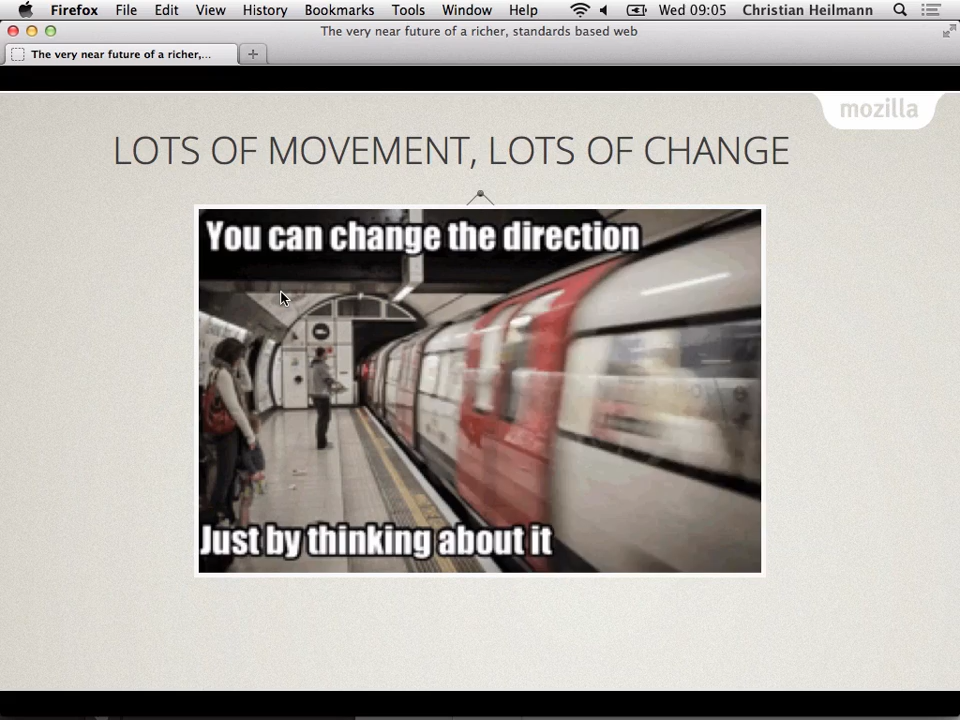 Firefox File Edit View History Bookmarks Tools Window Help Wed 09:05 Christian Heilmann
The very near future of a richer, standards based web
The very near future of a richer,...
mozilla
LOTS OF MOVEMENT, LOTS OF CHANGE
You can change the direction
Just by thinking about it